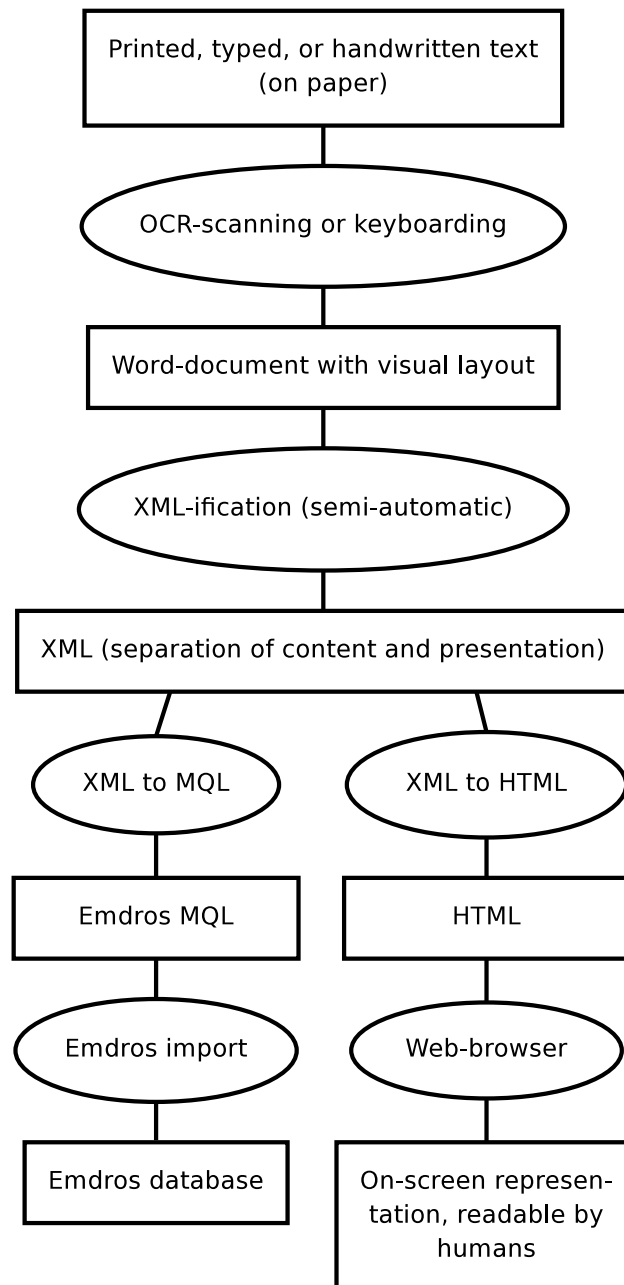 Printed, typed, or handwritten text
(on paper)
OCR-scanning or keyboarding
Word-document with visual layout
XML-ification (semi-automatic)
XML (separation of content and presentation)
XML to MQL
XML to HTML
Emdros MQL
HTML
Emdros import
Web-browser
Emdros database
On-screen represen-
tation, readable by
humans